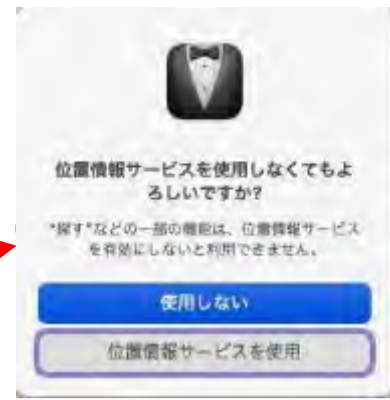 位置情報サービスを使用しなくてもよ
ろしいですか?
"探す"などの一部の機能は、位置情報サービス
を有効にしないと利用できません。
使用しない
位置情報サービスを使用